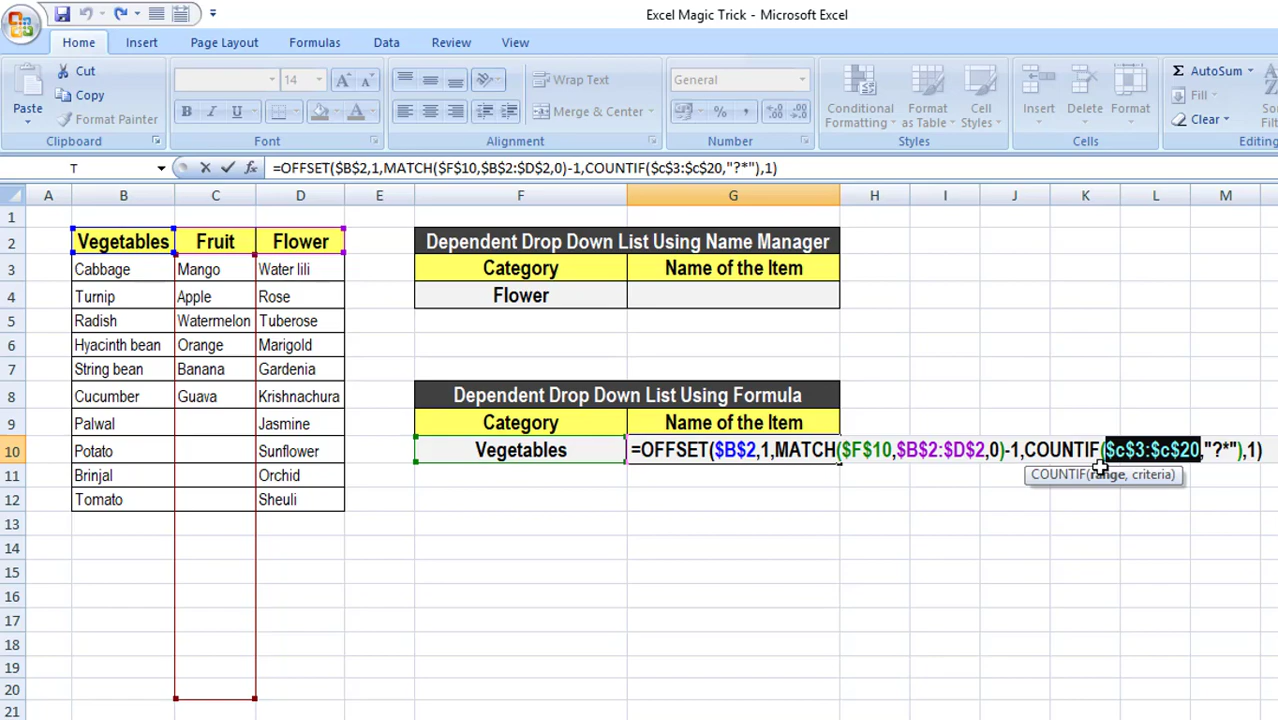 Excel Magic Trick - Microsoft Excel
Home Insert Page Layout Formulas Data Review View
Paste
Cut
Copy
Format Painter
Clipboard
14 A A
B I U A
Font
Wrap Text
Merge & Center
Alignment
General
$ % ,
Number
Conditional Formatting
Format as Table
Cell Styles
Styles
Insert Delete Format
Cells
Σ AutoSum
Fill
Clear
Editing
T fx =OFFSET($B$2,1,MATCH($F$10,$B$2:$D$2,0)-1,COUNTIF($c$3:$c$20,"?*"),1)
A B C D E F G H I J K L M
1
2 Vegetables Fruit Flower Dependent Drop Down List Using Name Manager
3 Cabbage Mango Water lili Category Name of the Item
4 Turnip Apple Rose Flower
5 Radish Watermelon Tuberose
6 Hyacinth bean Orange Marigold
7 String bean Banana Gardenia
8 Cucumber Guava Krishnachura Dependent Drop Down List Using Formula
9 Palwal Jasmine Category Name of the Item
10 Potato Sunflower Vegetables =OFFSET($B$2,1,MATCH($F$10,$B$2:$D$2,0)-1,COUNTIF($c$3:$c$20,"?*"),1)
11 Brinjal Orchid COUNTIF(range, criteria)
12 Tomato Sheuli
13
14
15
16
17
18
19
20
21